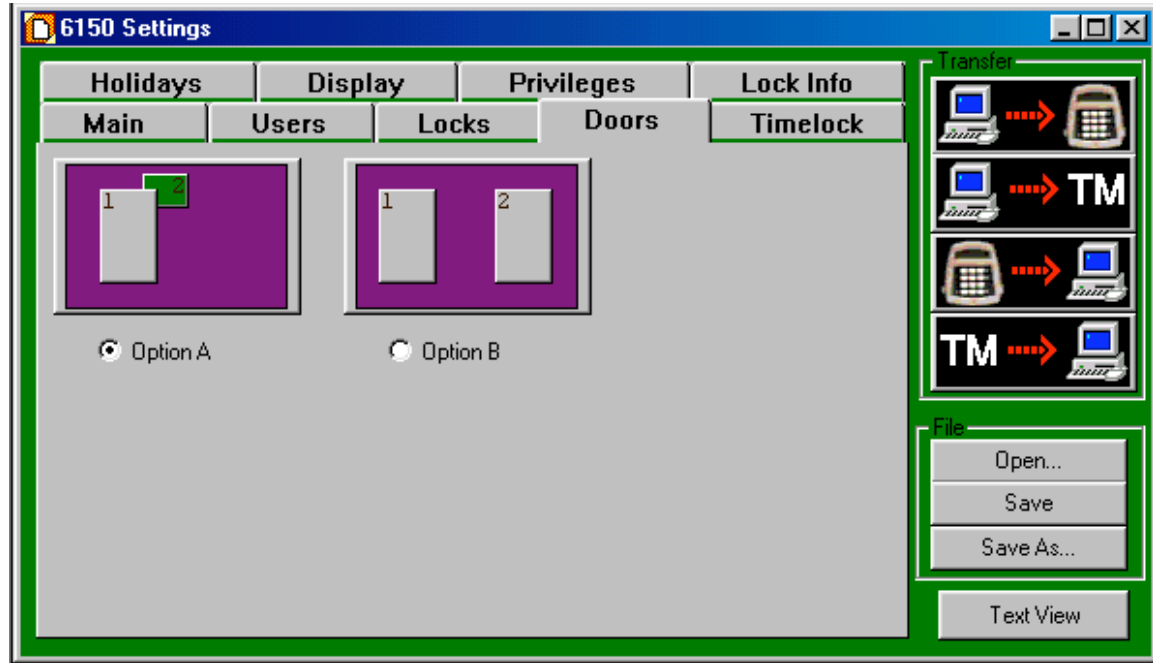 6150 Settings
Holidays Display Privileges Lock Info
Main Users Locks Doors Timelock
1 2
1 2
Option A Option B
Transfer
TM
TM
File
Open...
Save
Save As...
Text View